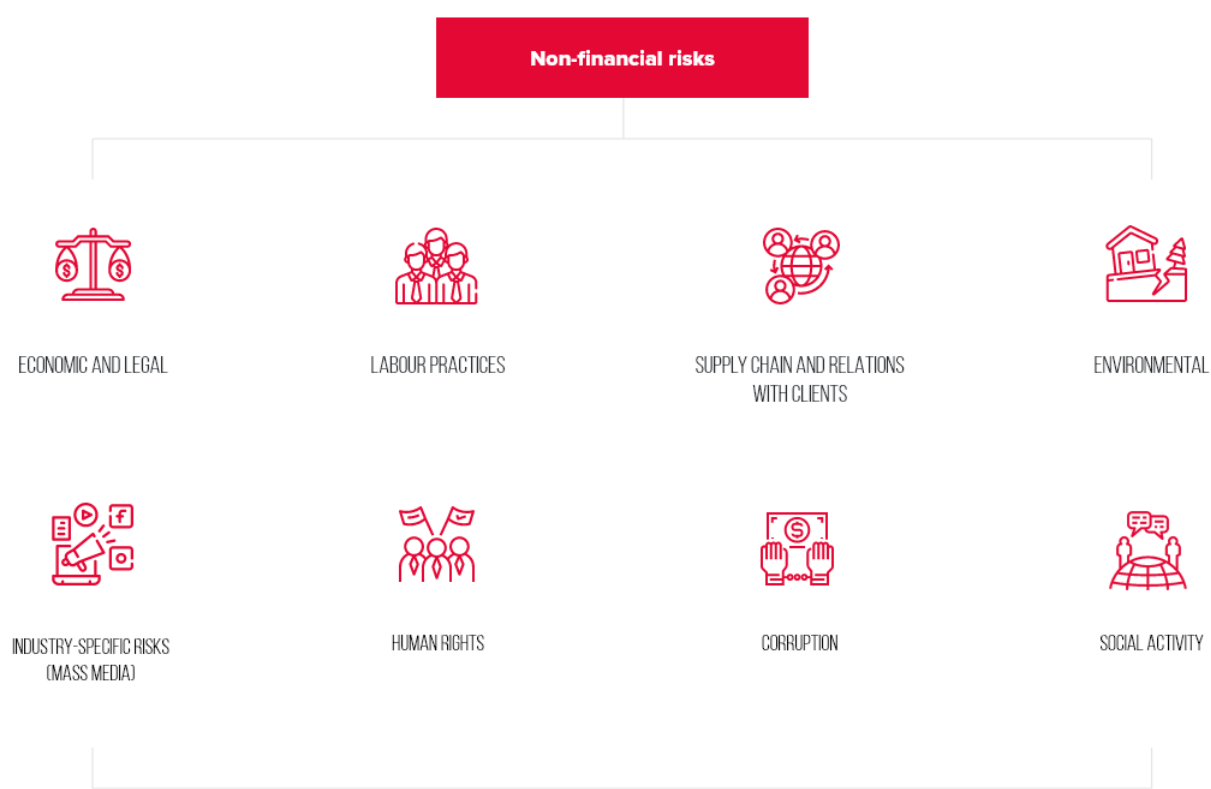 Non-financial risks
ECONOMIC AND LEGAL
LABOUR PRACTICES
SUPPLY CHAIN AND RELATIONS
WITH CLIENTS
ENVIRONMENTAL
INDUSTRY-SPECIFIC RISKS
(MASS MEDIA)
HUMAN RIGHTS
CORRUPTION
SOCIAL ACTIVITY